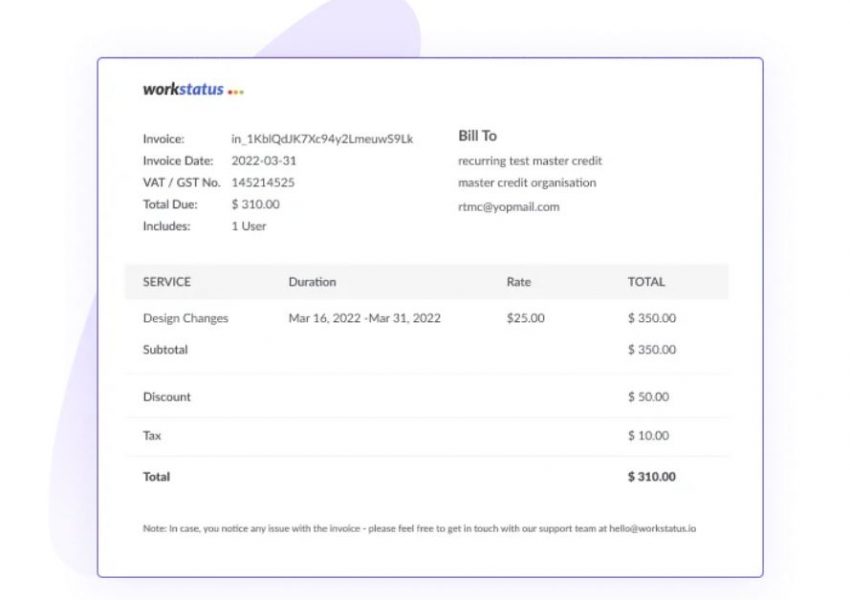 workstatus
Invoice: in_1KblQdJK7Xc94y2LmeuwS9Lk
Invoice Date: 2022-03-31
VAT / GST No. 145214525
Total Due: $ 310.00
Includes: 1 User
Bill To
recurring test master credit
master credit organisation
rtmc@yopmail.com
SERVICE Duration Rate TOTAL
Design Changes Mar 16, 2022 -Mar 31, 2022 $25.00 $ 350.00
Subtotal $ 350.00
Discount $ 50.00
Tax $ 10.00
Total $ 310.00
Note: In case, you notice any issue with the invoice - please feel free to get in touch with our support team at hello@workstatus.io